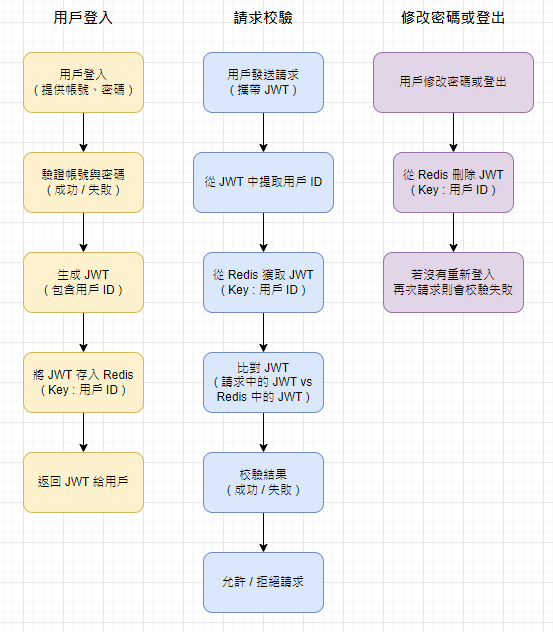 用戶登入
用戶登入
( 提供帳號、密碼 )
驗證帳號與密碼
( 成功 / 失敗 )
生成 JWT
( 包含用戶 ID )
將 JWT 存入 Redis
( Key : 用戶 ID )
返回 JWT 給用戶
請求校驗
用戶發送請求
( 攜帶 JWT )
從 JWT 中提取用戶 ID
從 Redis 獲取 JWT
( Key : 用戶 ID )
比對 JWT
( 請求中的 JWT vs
Redis 中的 JWT )
校驗結果
( 成功 / 失敗 )
允許 / 拒絕請求
修改密碼或登出
用戶修改密碼或登出
從 Redis 刪除 JWT
( Key : 用戶 ID )
若沒有重新登入
再次請求則會校驗失敗